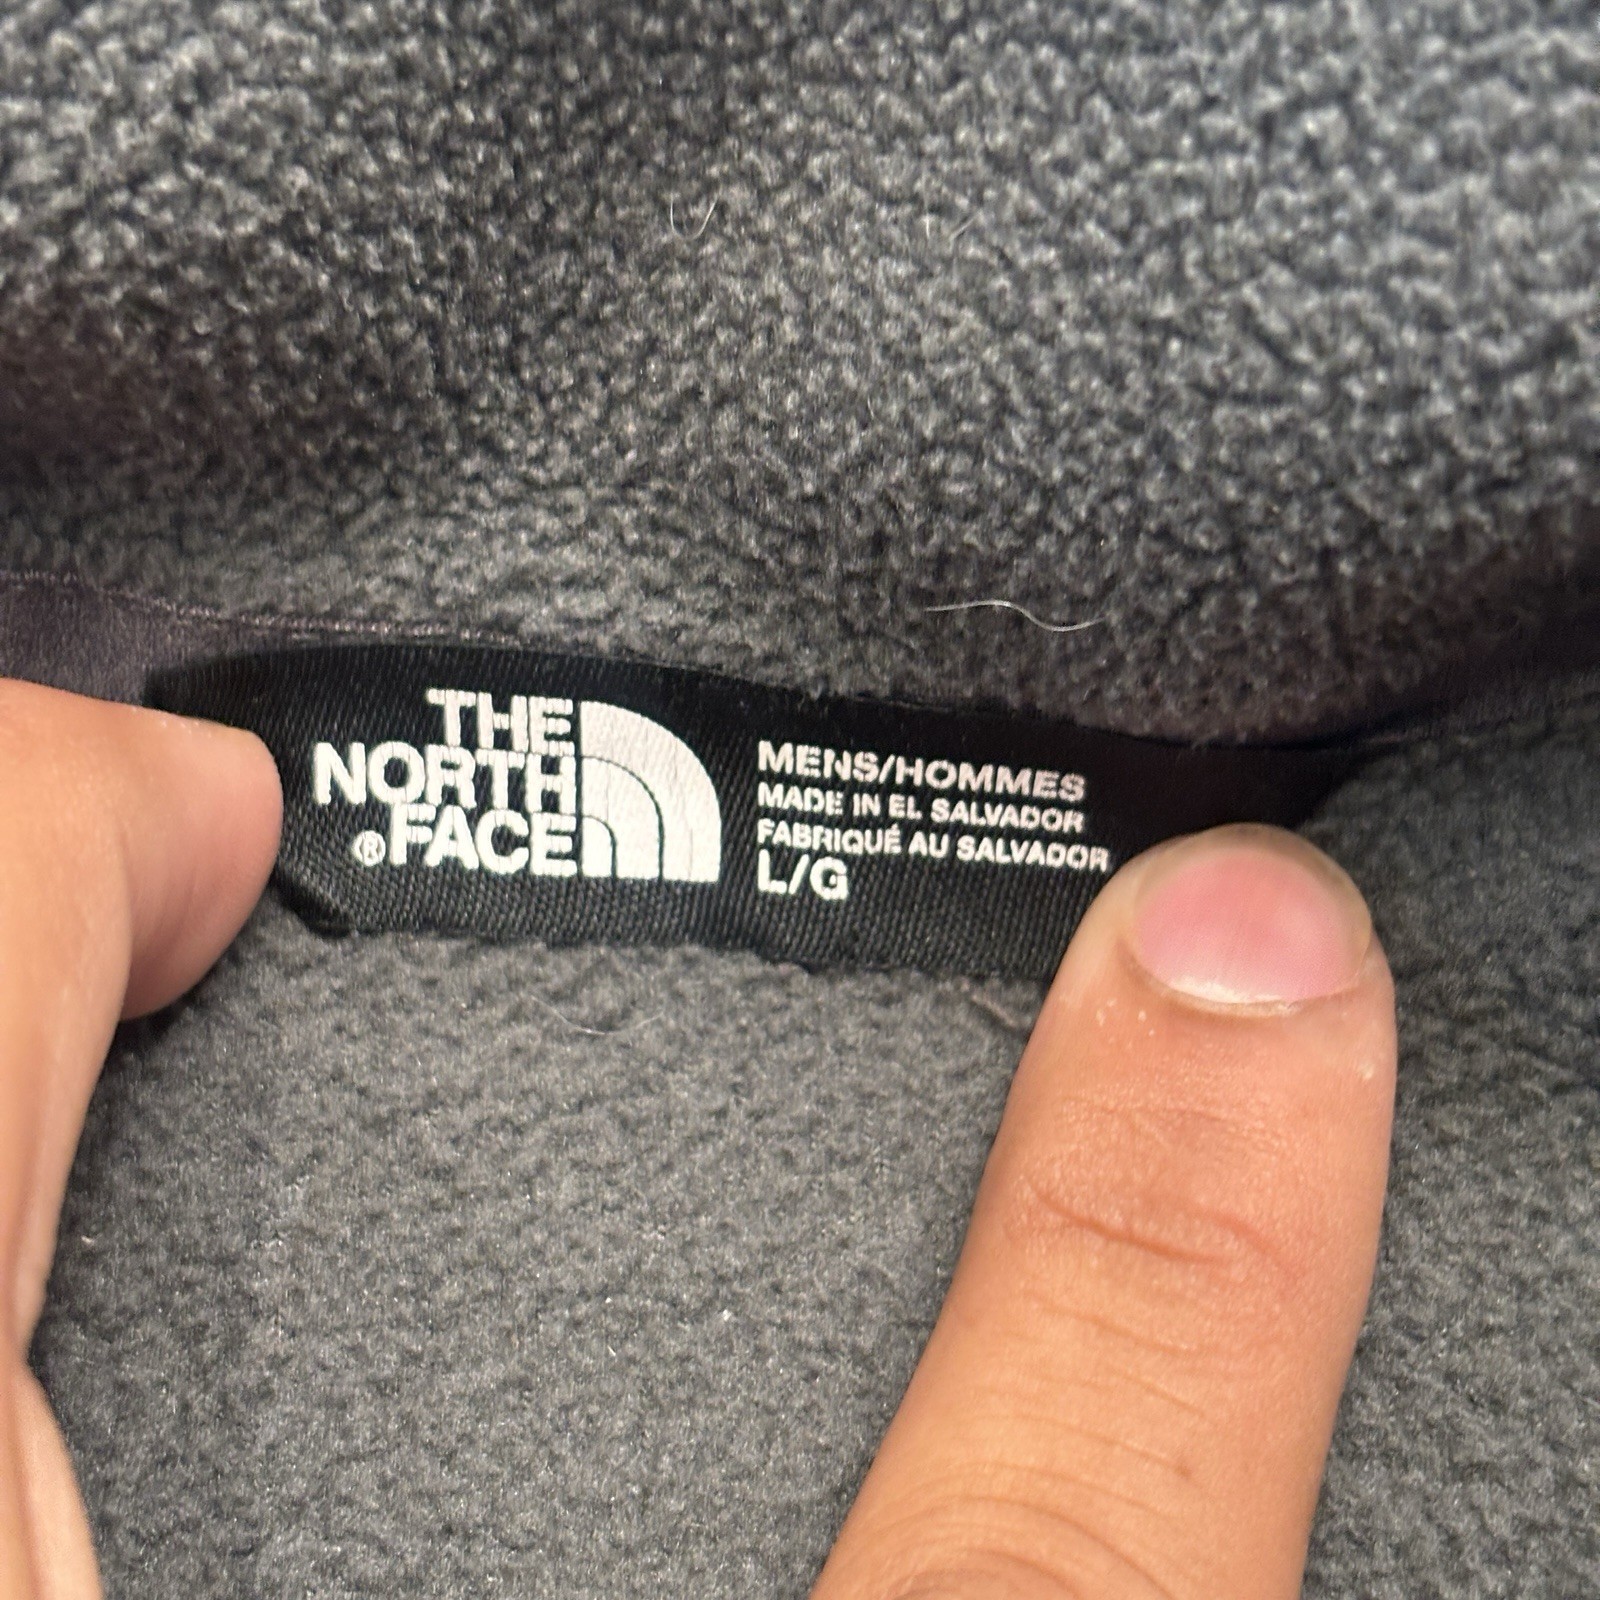 THE
NORTH
®FACE
MENS/HOMMES
MADE IN EL SALVADOR
FABRIQUÉ AU SALVADOR
L/G